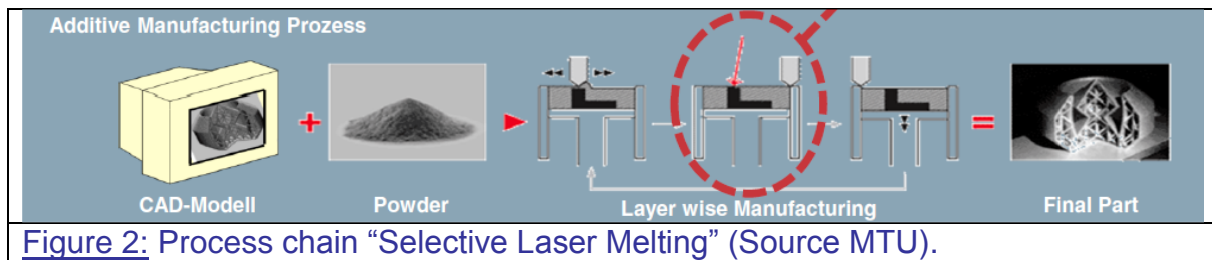 Additive Manufacturing Prozess
+
=
CAD-Modell
Powder
Layer wise Manufacturing
Final Part
Figure 2: Process chain “Selective Laser Melting” (Source MTU).